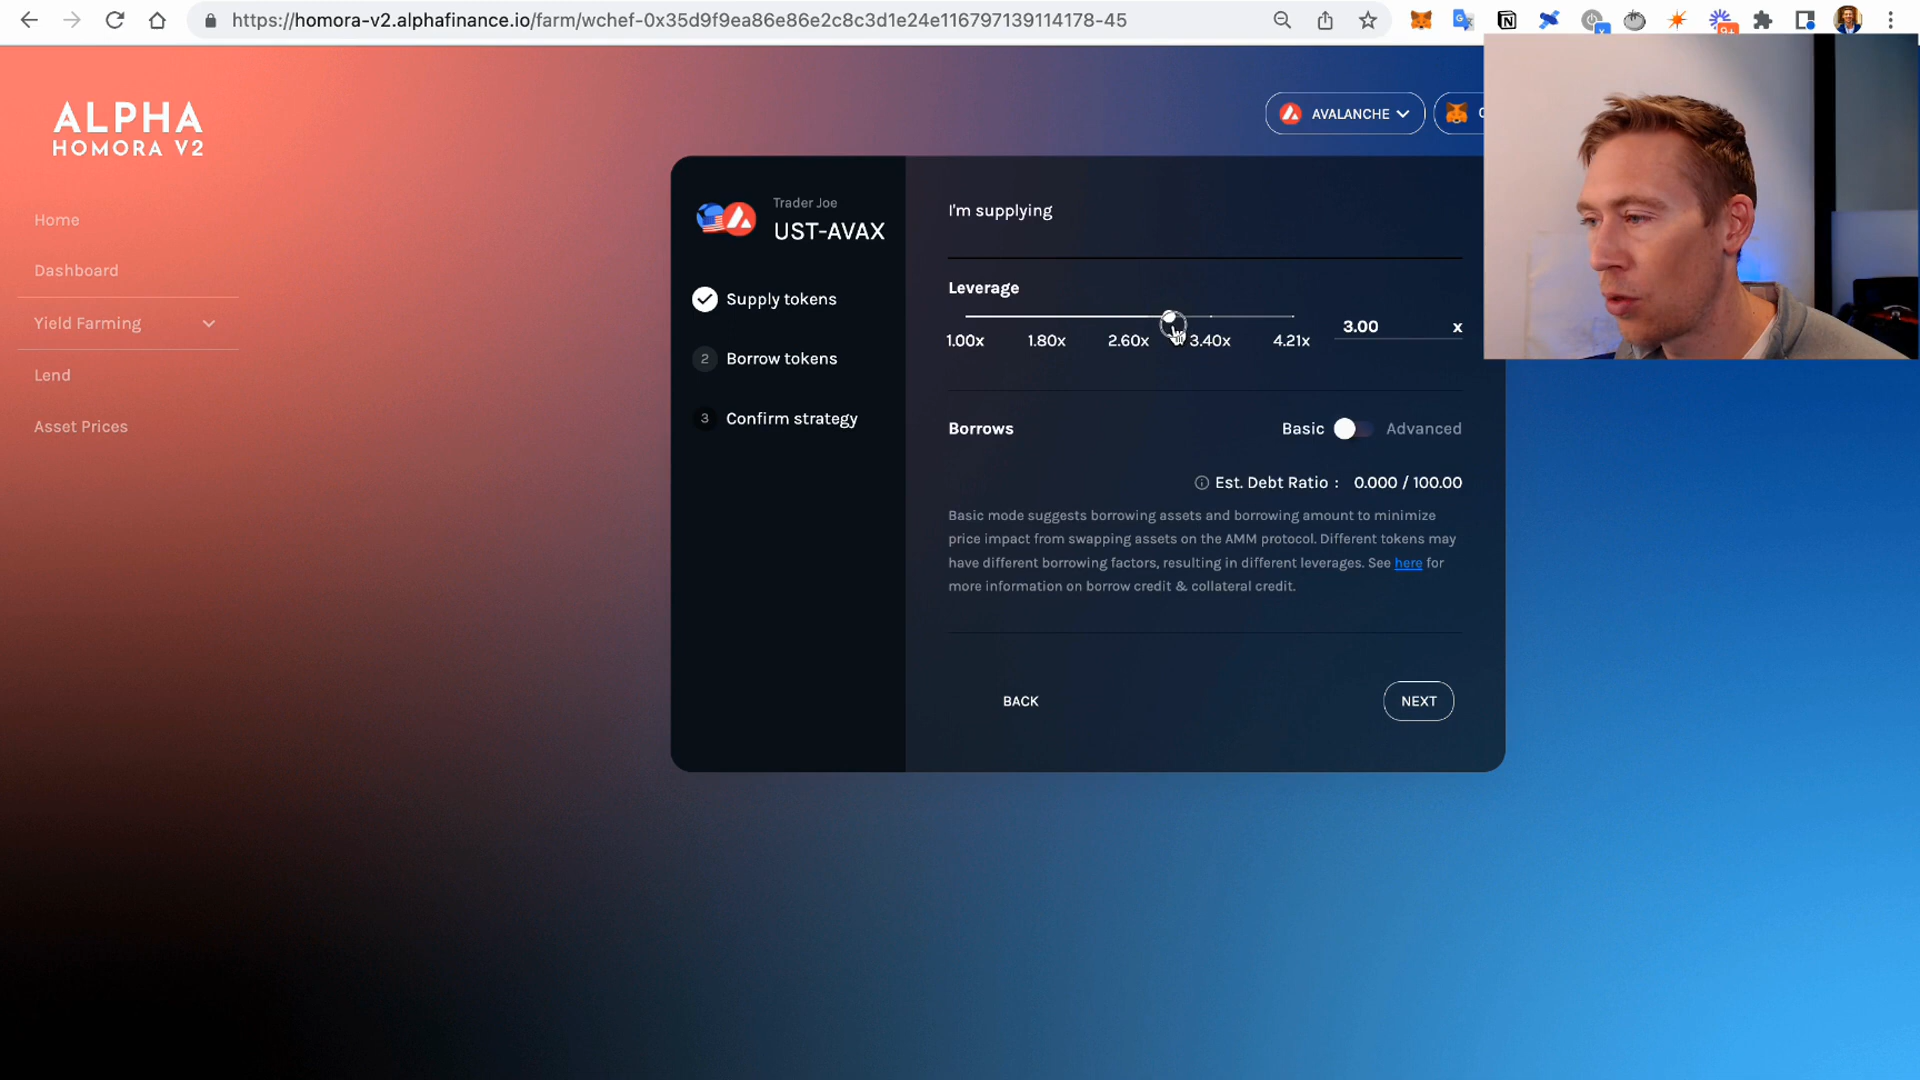 https://homora-v2.alphafinance.io/farm/wchef-0x35d9f9ea86e86e2c8c3d1e24e116797139114178-45
9+
ALPHA
HOMORA V2
AVALANCHE
Home
Dashboard
Yield Farming
Lend
Asset Prices
Trader Joe
UST-AVAX
Supply tokens
2 Borrow tokens
3 Confirm strategy
I'm supplying
Leverage
1.00x 1.80x 2.60x 3.40x 4.21x
3.00 x
Borrows Basic Advanced
Est. Debt Ratio : 0.000 / 100.00
Basic mode suggests borrowing assets and borrowing amount to minimize
price impact from swapping assets on the AMM protocol. Different tokens may
have different borrowing factors, resulting in different leverages. See here for
more information on borrow credit & collateral credit.
BACK NEXT